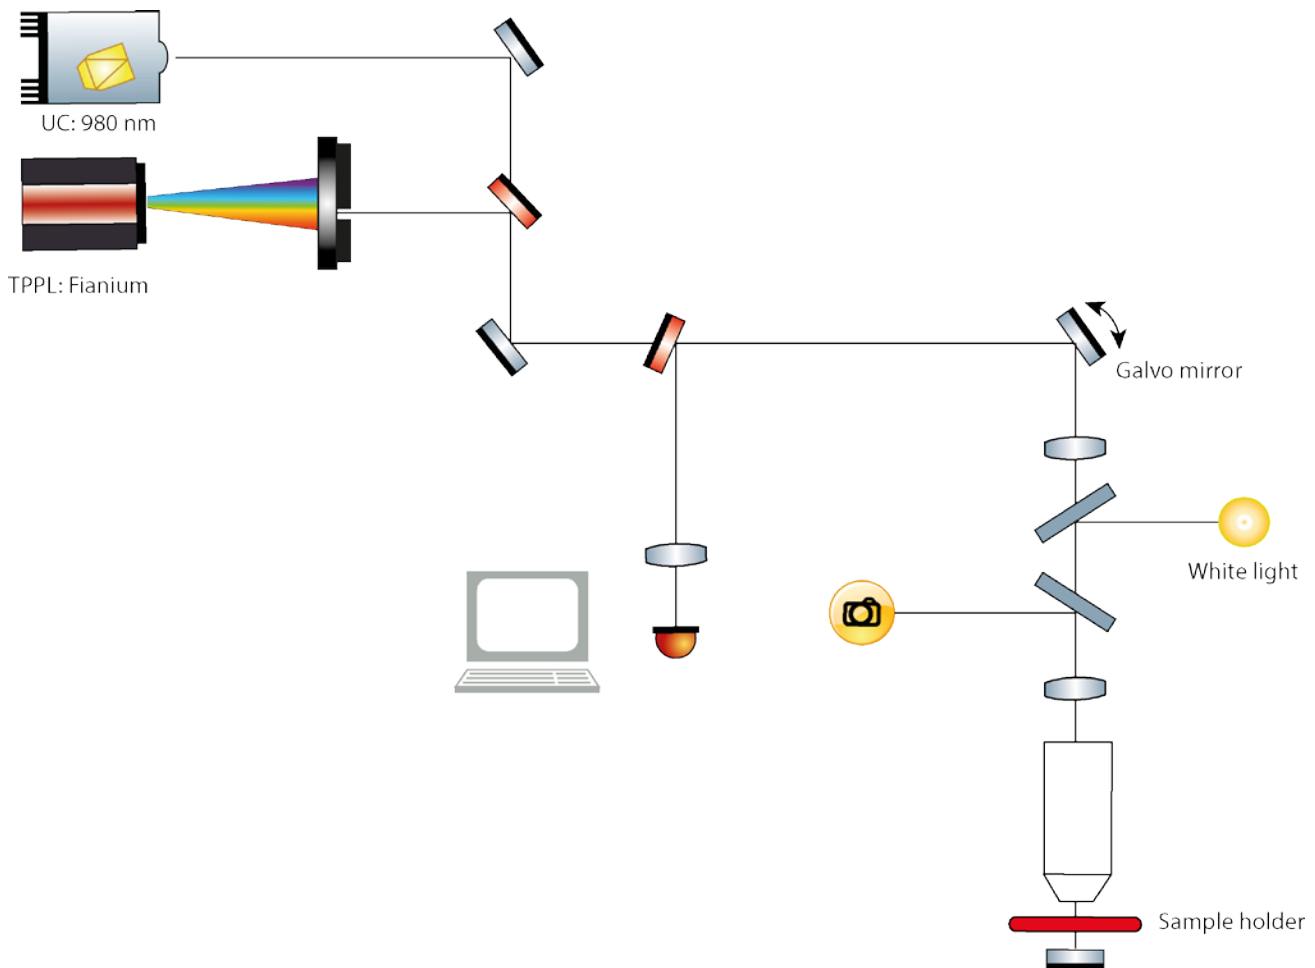 UC: 980 nm
TPPL: Fianium
Galvo mirror
White light
Sample holder